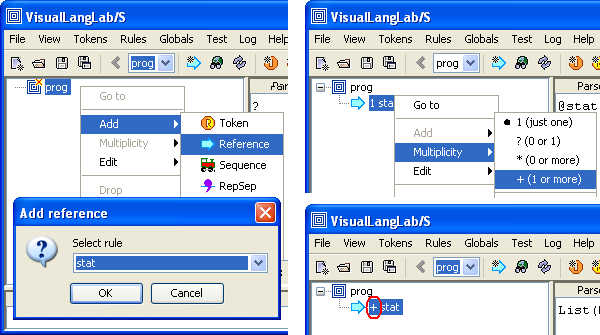 VisualLangLab/S
File View Tokens Rules Globals Test Log Help
prog
prog
Go to
?
Add
Multiplicity
Edit
Drop
Token
Reference
Sequence
RepSep
Add reference
Select rule
stat
OK Cancel
VisualLangLab/S
File View Tokens Rules Globals Test Log Help
prog
prog
Pars
1 stat
@stat
Go to
Add
Multiplicity
Edit
1 (just one)
? (0 or 1)
* (0 or more)
+ (1 or more)
VisualLangLab/S
File View Tokens Rules Globals Test Log Help
prog
prog
Pars
+ stat
List(